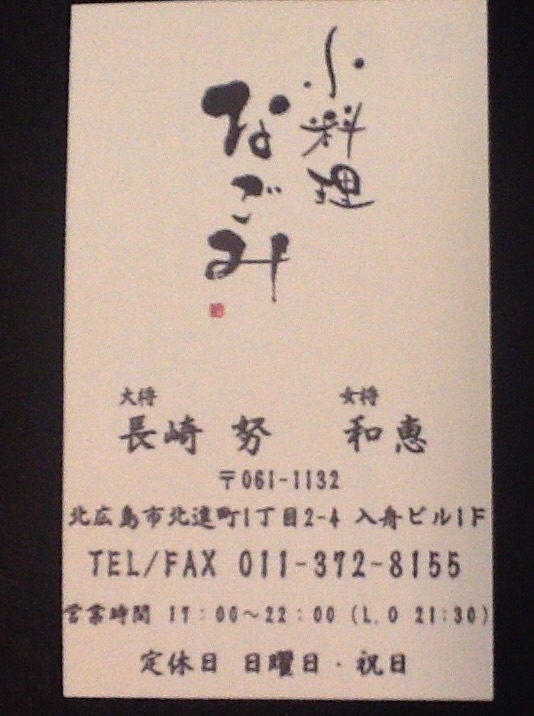 小料理
なごみ
大将 女将
長崎 努 和恵
〒061-1132
北広島市北進町1丁目2-4 入舟ビル1F
TEL/FAX 011-372-8155
営業時間 17:00～22:00 (L.O 21:30)
定休日 日曜日・祝日